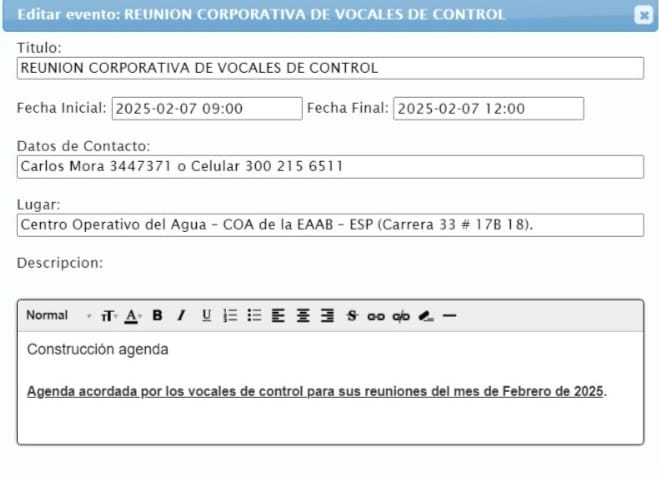 Editar evento: REUNION CORPORATIVA DE VOCALES DE CONTROL
Titulo:
REUNION CORPORATIVA DE VOCALES DE CONTROL
Fecha Inicial: 2025-02-07 09:00 Fecha Final: 2025-02-07 12:00
Datos de Contacto:
Carlos Mora 3447371 o Celular 300 215 6511
Lugar:
Centro Operativo del Agua – COA de la EAAB – ESP (Carrera 33 # 17B 18).
Descripcion:
Normal
Construcción agenda
Agenda acordada por los vocales de control para sus reuniones del mes de Febrero de 2025.